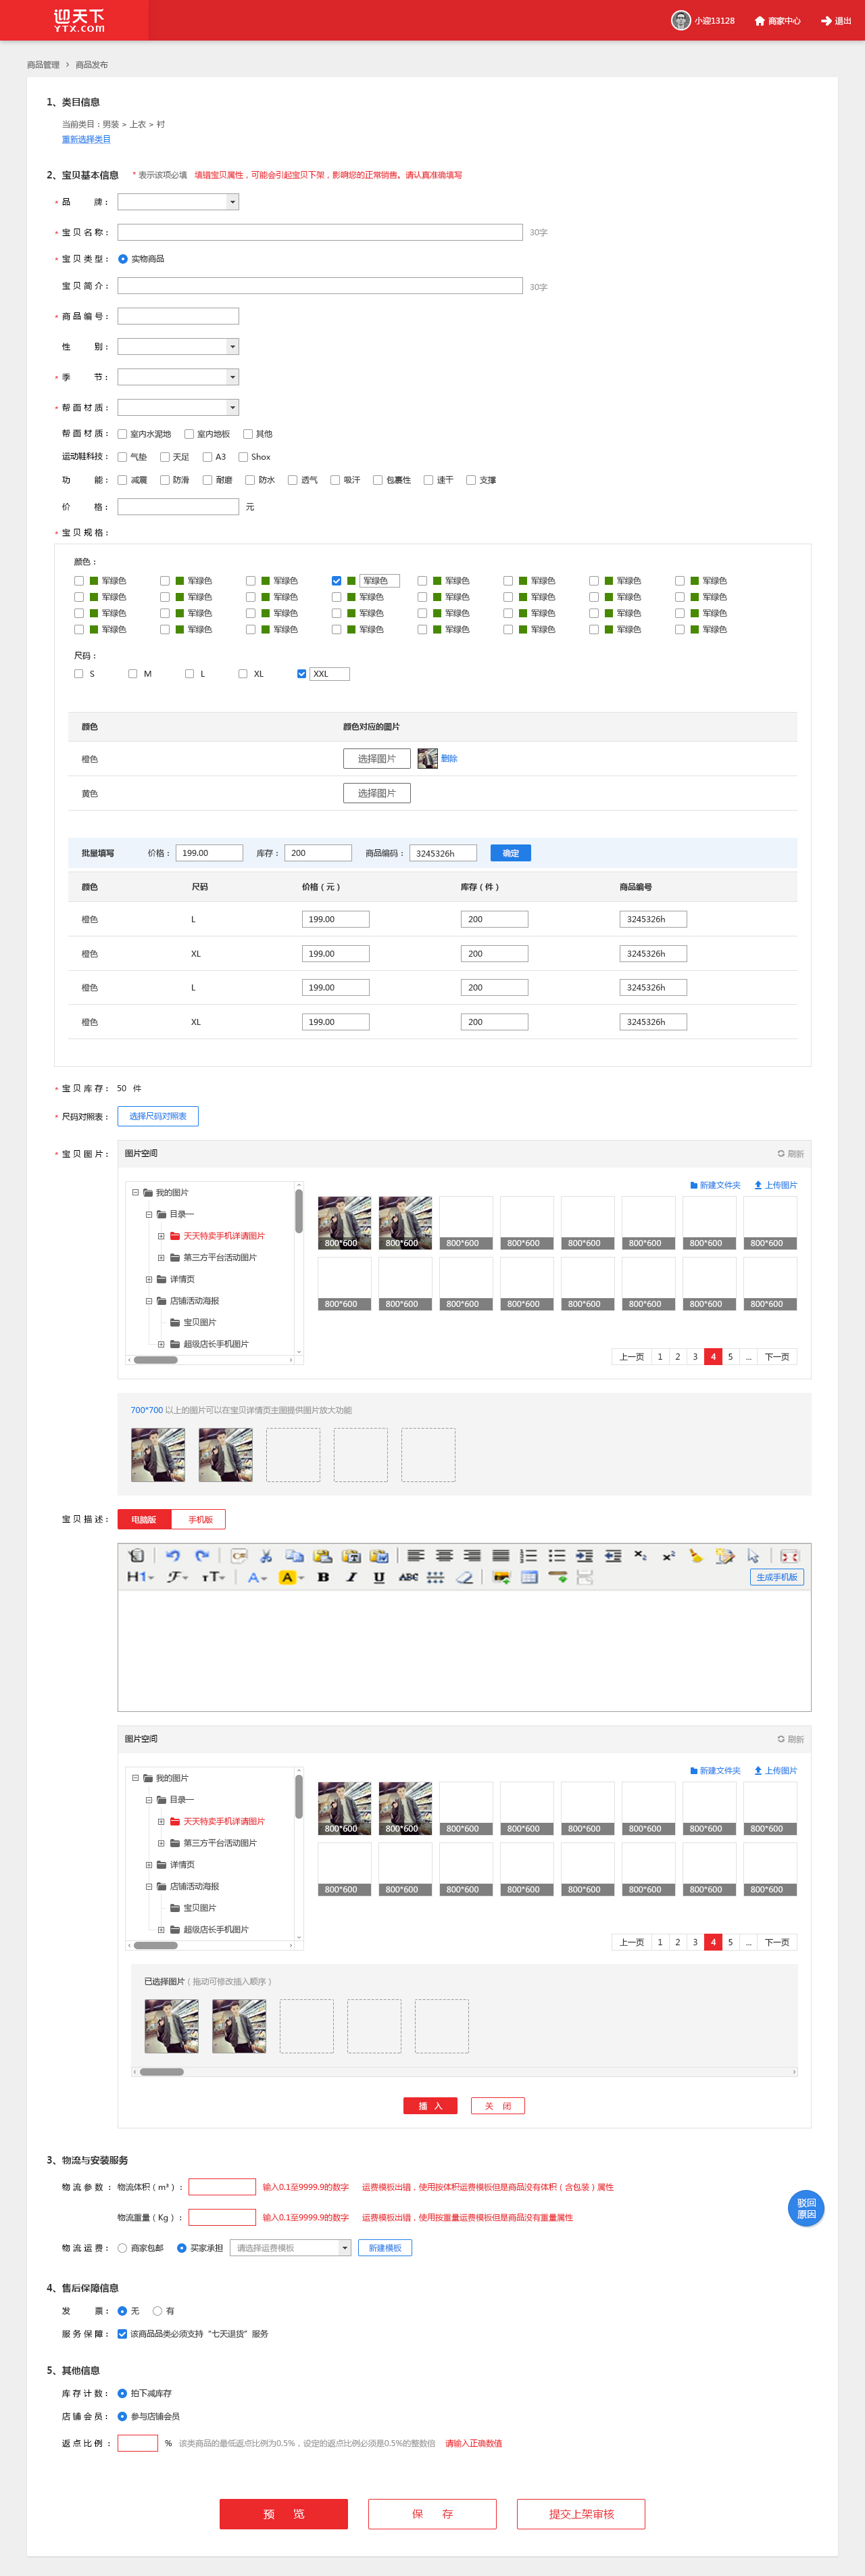 迎天下
YTX.com
小迎13128 商家中心 退出
商品管理 > 商品发布
1、类目信息
当前类目：男装 > 上衣 > 衬
重新选择类目
2、宝贝基本信息 * 表示该项必填 填错宝贝属性，可能会引起宝贝下架，影响您的正常销售。请认真准确填写
* 品 牌：
* 宝贝名称： 30字
* 宝贝类型： 实物商品
宝贝简介： 30字
* 商品编号：
性 别：
* 季 节：
* 帮面材质：
帮面材质： 室内水泥地 室内地板 其他
运动鞋科技： 气垫 天足 A3 Shox
功 能： 减震 防滑 耐磨 防水 透气 吸汗 包裹性 速干 支撑
价 格： 元
* 宝贝规格：
颜色：
军绿色 军绿色 军绿色 军绿色 军绿色 军绿色 军绿色 军绿色
军绿色 军绿色 军绿色 军绿色 军绿色 军绿色 军绿色 军绿色
军绿色 军绿色 军绿色 军绿色 军绿色 军绿色 军绿色 军绿色
军绿色 军绿色 军绿色 军绿色 军绿色 军绿色 军绿色 军绿色
尺码：
S M L XL XXL
颜色 颜色对应的图片
橙色 选择图片 删除
黄色 选择图片
批量填写 价格： 199.00 库存： 200 商品编码： 3245326h 确定
颜色 尺码 价格（元） 库存（件） 商品编号
橙色 L 199.00 200 3245326h
橙色 XL 199.00 200 3245326h
橙色 L 199.00 200 3245326h
橙色 XL 199.00 200 3245326h
* 宝贝库存： 50 件
* 尺码对照表： 选择尺码对照表
* 宝贝图片： 图片空间 刷新
新建文件夹 上传图片
我的图片
目录一
天天特卖手机详请图片
第三方平台活动图片
详情页
店铺活动海报
宝贝图片
超级店长手机图片
800*600 800*600 800*600 800*600 800*600 800*600 800*600 800*600
800*600 800*600 800*600 800*600 800*600 800*600 800*600 800*600
上一页 1 2 3 4 5 ... 下一页
700*700 以上的图片可以在宝贝详情页主图提供图片放大功能
宝贝描述： 电脑版 手机版
H1 F тT A A B I U ABC 生成手机版
图片空间 刷新
新建文件夹 上传图片
我的图片
目录一
天天特卖手机详请图片
第三方平台活动图片
详情页
店铺活动海报
宝贝图片
超级店长手机图片
800*600 800*600 800*600 800*600 800*600 800*600 800*600 800*600
800*600 800*600 800*600 800*600 800*600 800*600 800*600 800*600
上一页 1 2 3 4 5 ... 下一页
已选择图片（拖动可修改插入顺序）
插 入 关 闭
3、物流与安装服务
物流参数： 物流体积（m³）： 输入0.1至9999.9的数字 运费模板出错，使用按体积运费模板但是商品没有体积（含包装）属性
物流重量（Kg）： 输入0.1至9999.9的数字 运费模板出错，使用按重量运费模板但是商品没有重量属性
驳回
原因
物流运费： 商家包邮 买家承担 请选择运费模板 新建模板
4、售后保障信息
发 票： 无 有
服务保障： 该商品品类必须支持“七天退货”服务
5、其他信息
库存计数： 拍下减库存
店铺会员： 参与店铺会员
返点比例： % 该类商品的最低返点比例为0.5%，设定的返点比例必须是0.5%的整数倍 请输入正确数值
预 览 保 存 提交上架审核